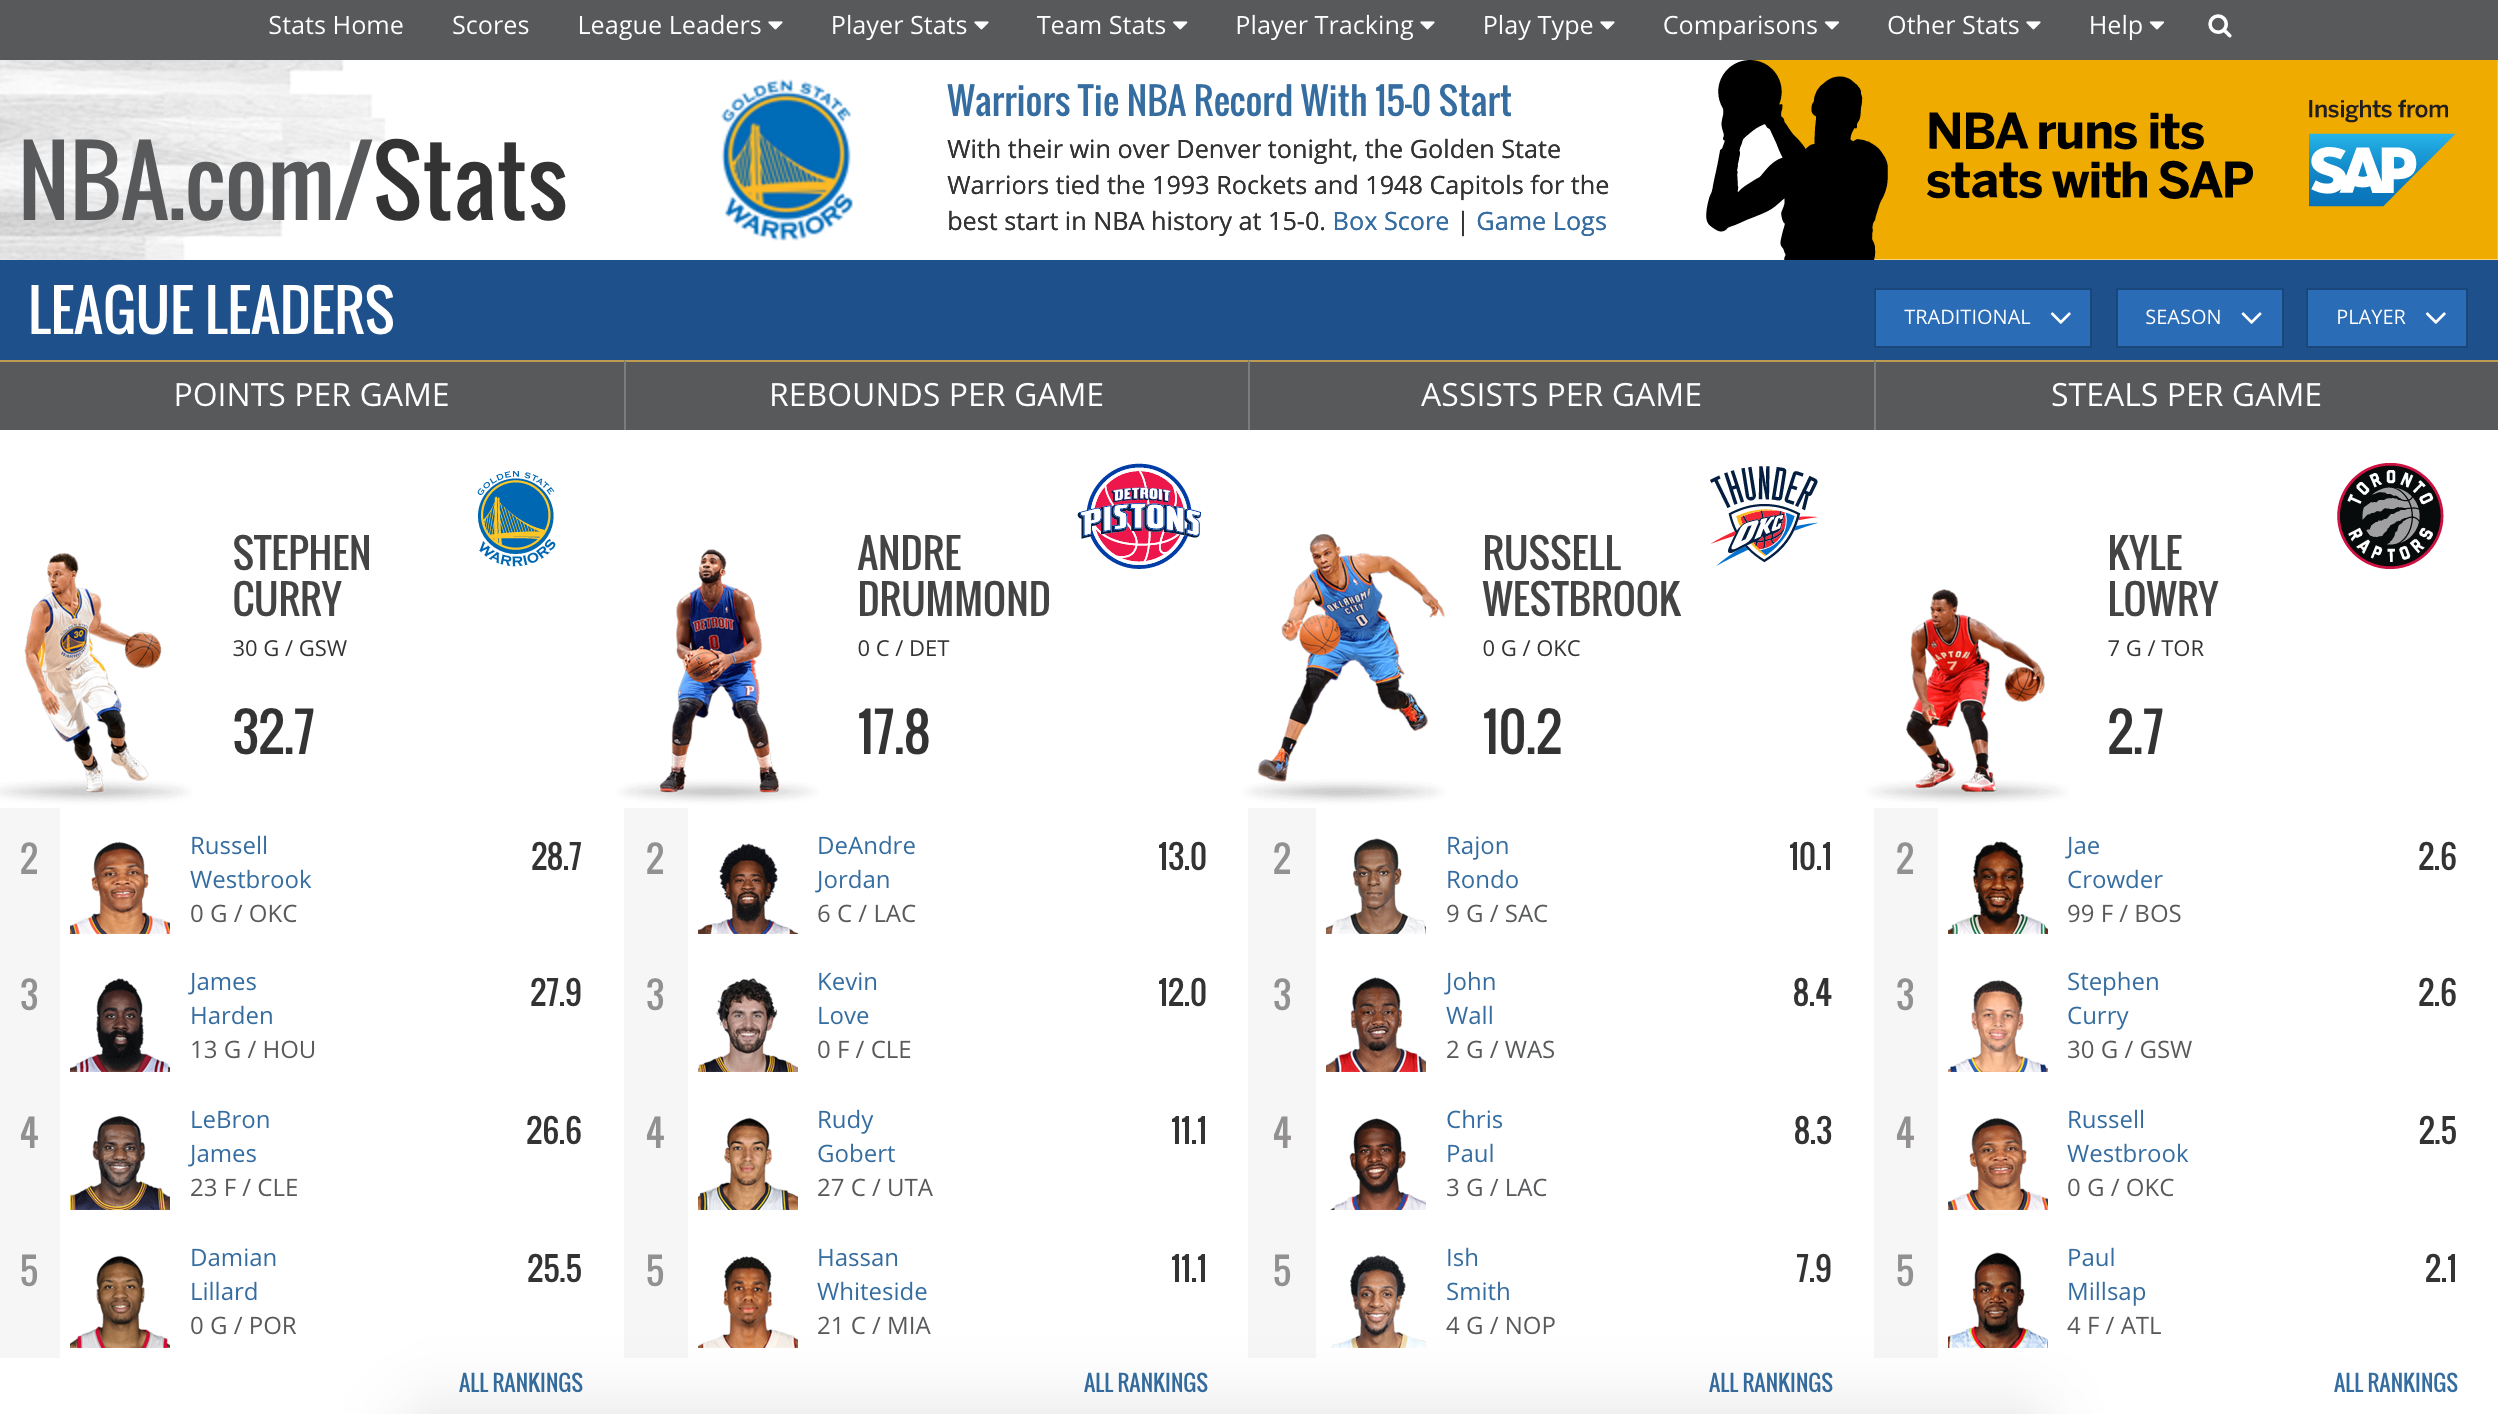 Stats Home Scores League Leaders Player Stats Team Stats Player Tracking Play Type Comparisons Other Stats Help
NBA.com/Stats
GOLDEN STATE
WARRIORS
Warriors Tie NBA Record With 15-0 Start
With their win over Denver tonight, the Golden State
Warriors tied the 1993 Rockets and 1948 Capitols for the
best start in NBA history at 15-0. Box Score | Game Logs
NBA runs its
stats with SAP
Insights from
SAP
LEAGUE LEADERS
TRADITIONAL SEASON PLAYER
POINTS PER GAME
GOLDEN STATE
WARRIORS
STEPHEN
CURRY
30 G / GSW
32.7
30
2 Russell
Westbrook
0 G / OKC
28.7
3 James
Harden
13 G / HOU
27.9
4 LeBron
James
23 F / CLE
26.6
5 Damian
Lillard
0 G / POR
25.5
ALL RANKINGS
REBOUNDS PER GAME
DETROIT
PISTONS
ANDRE
DRUMMOND
0 C / DET
17.8
DETROIT
0
P
2 DeAndre
Jordan
6 C / LAC
13.0
3 Kevin
Love
0 F / CLE
12.0
4 Rudy
Gobert
27 C / UTA
11.1
5 Hassan
Whiteside
21 C / MIA
11.1
ALL RANKINGS
ASSISTS PER GAME
THUNDER
OKC
RUSSELL
WESTBROOK
0 G / OKC
10.2
OKLAHOMA
CITY
0
2 Rajon
Rondo
9 G / SAC
10.1
3 John
Wall
2 G / WAS
8.4
4 Chris
Paul
3 G / LAC
8.3
5 Ish
Smith
4 G / NOP
7.9
ALL RANKINGS
STEALS PER GAME
TORONTO
RAPTORS
KYLE
LOWRY
7 G / TOR
2.7
7
2 Jae
Crowder
99 F / BOS
2.6
3 Stephen
Curry
30 G / GSW
2.6
4 Russell
Westbrook
0 G / OKC
2.5
5 Paul
Millsap
4 F / ATL
2.1
ALL RANKINGS